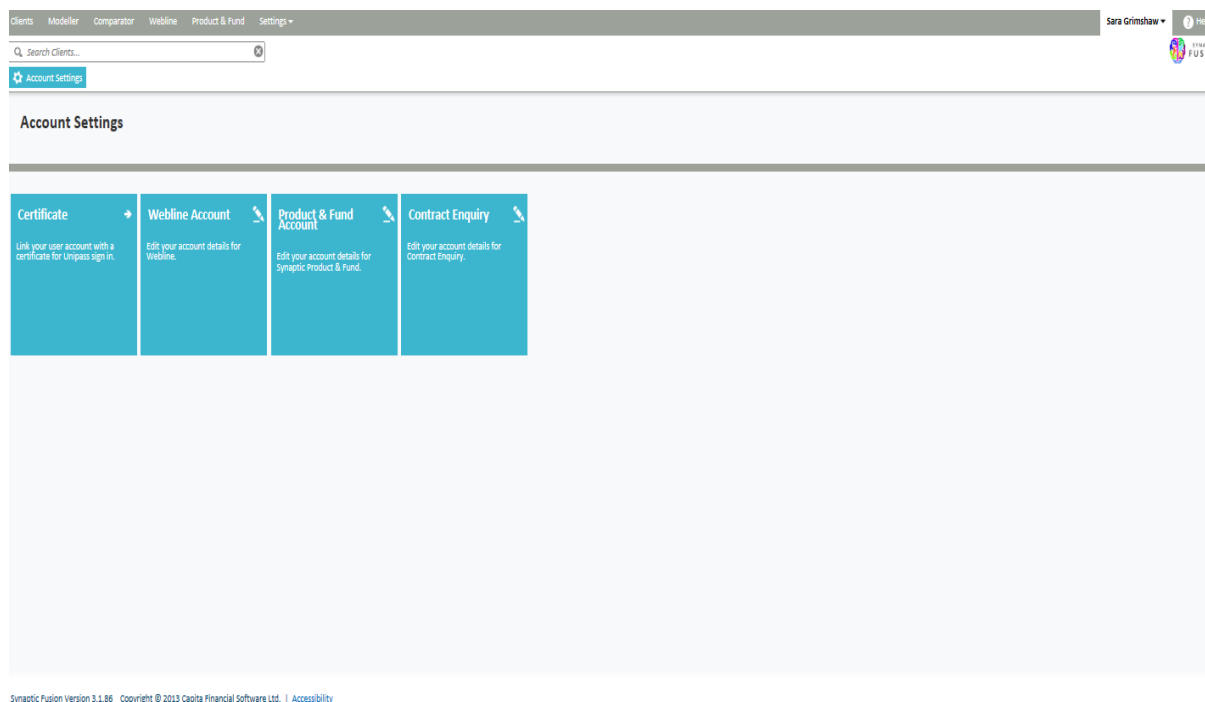 Clients Modeller Comparator Webline Product & Fund Settings
Sara Grimshaw
? He
Search Clients...
SYNA
FUS
Account Settings
Account Settings
Certificate
Link your user account with a
certificate for Unipass sign in.
Webline Account
Edit your account details for
Webline.
Product & Fund
Account
Edit your account details for
Synaptic Product & Fund.
Contract Enquiry
Edit your account details for
Contract Enquiry.
Synaptic Fusion Version 3.1.86 Copyright © 2013 Capita Financial Software Ltd. | Accessibility